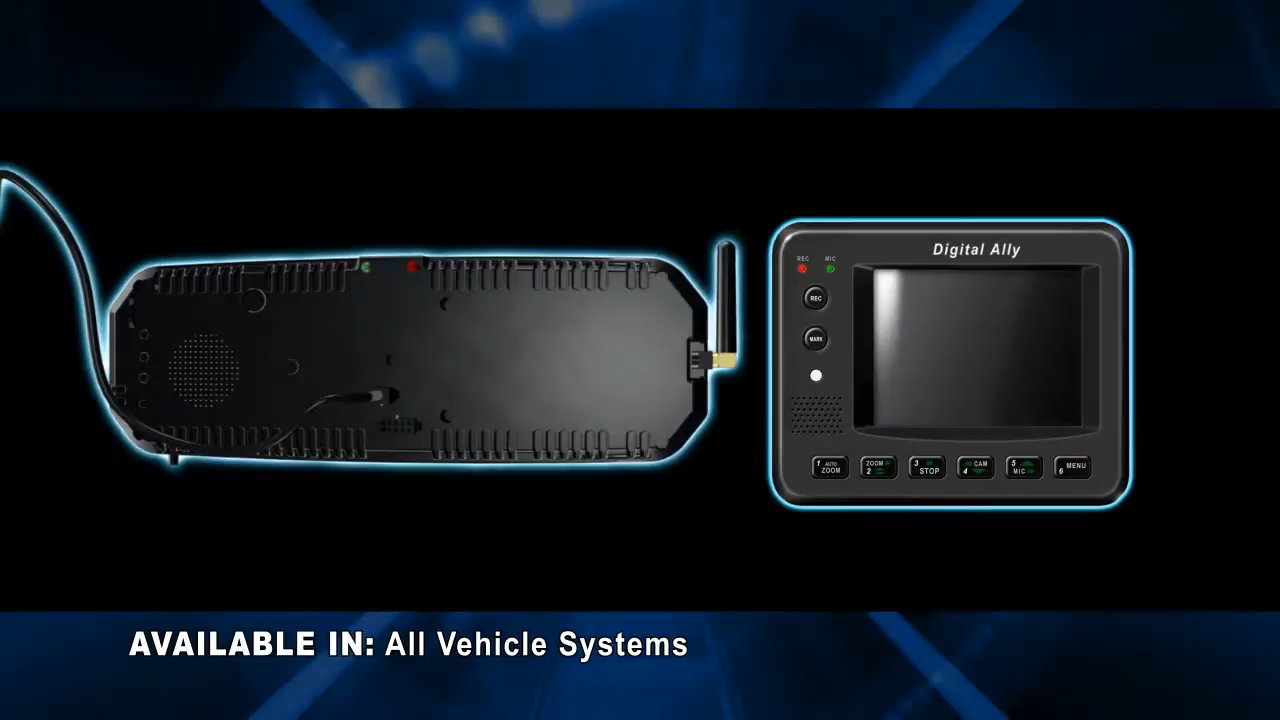 Digital Ally
REC MIC
REC
MARK
1 AUTO ZOOM
ZOOM 2
3 STOP
CAM 4
5 MIC
MENU 6
AVAILABLE IN: All Vehicle Systems